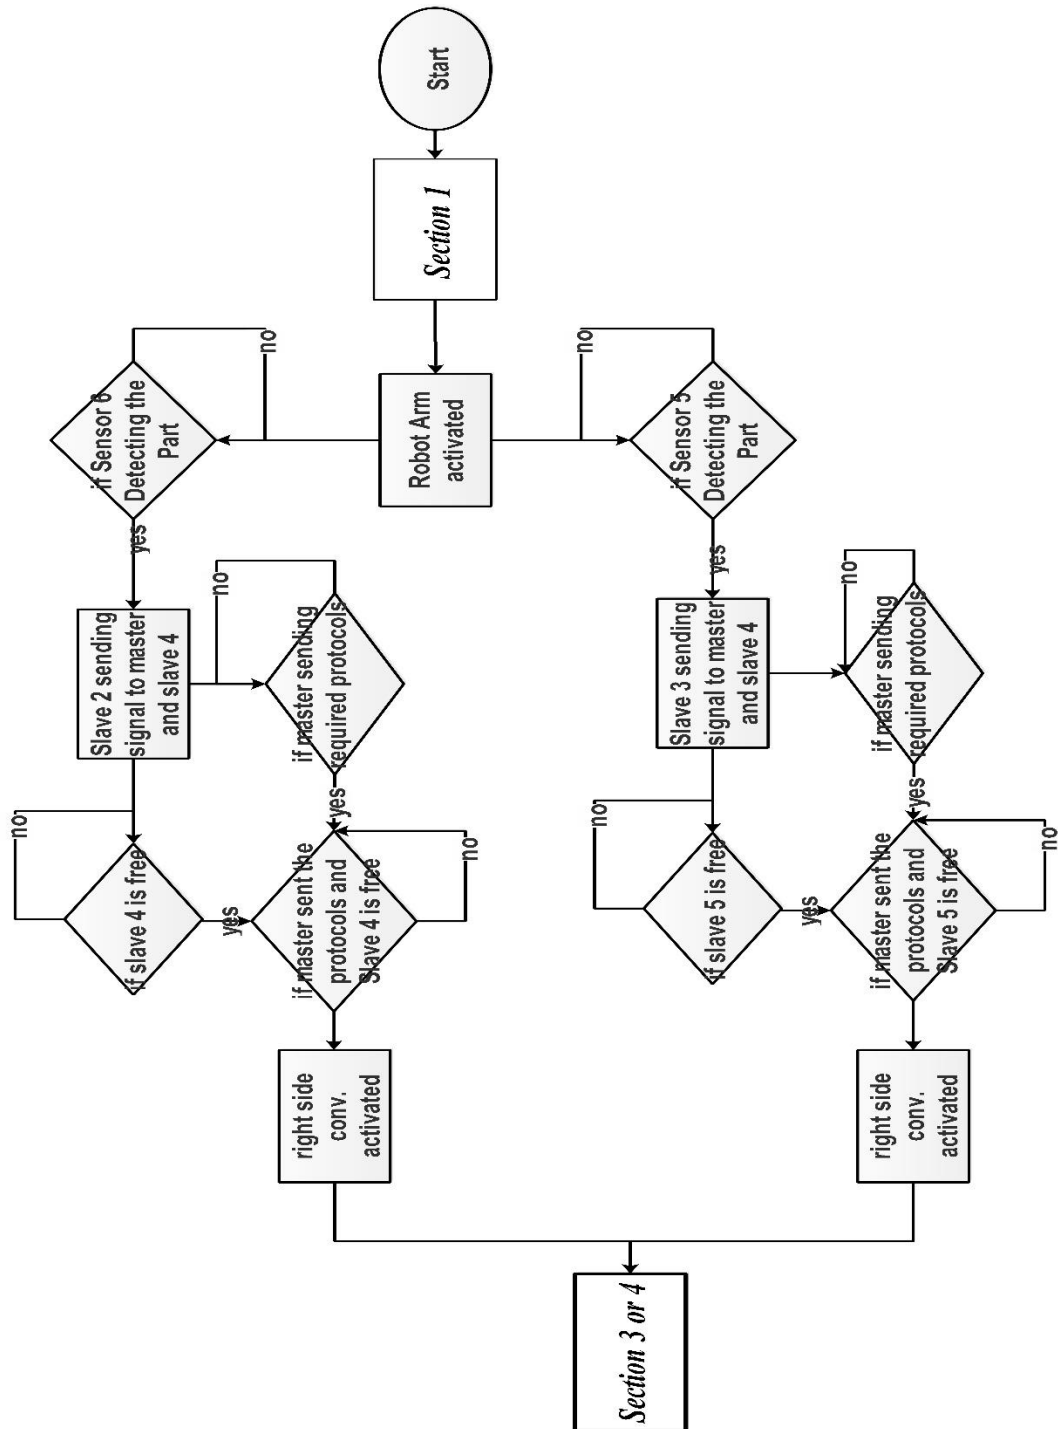 Start
Section 1
Robot Arm
activated
no
if Sensor 6
Detecting the
Part
yes
no
if Sensor 5
Detecting the
Part
yes
Slave 2 sending
signal to master
and slave 4
no
if master sending
required protocols
yes
Slave 3 sending
signal to master
and slave 4
no
if master sending
required protocols
yes
no
if slave 4 is free
yes
if master sent the
protocols and
Slave 4 is free
no
no
if slave 5 is free
yes
if master sent the
protocols and
Slave 5 is free
no
right side
conv.
activated
right side
conv.
activated
Section 3 or 4